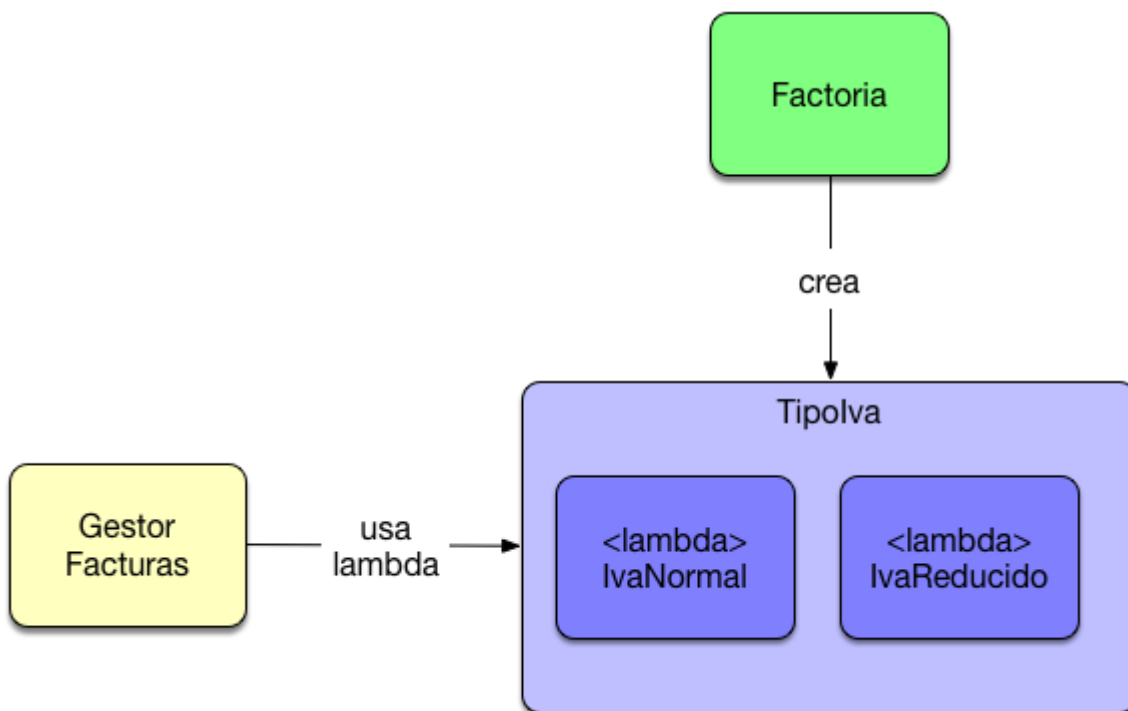 Factoria
crea
TipoIva
Gestor
Facturas
usa
lambda
<lambda>
IvaNormal
<lambda>
IvaReducido